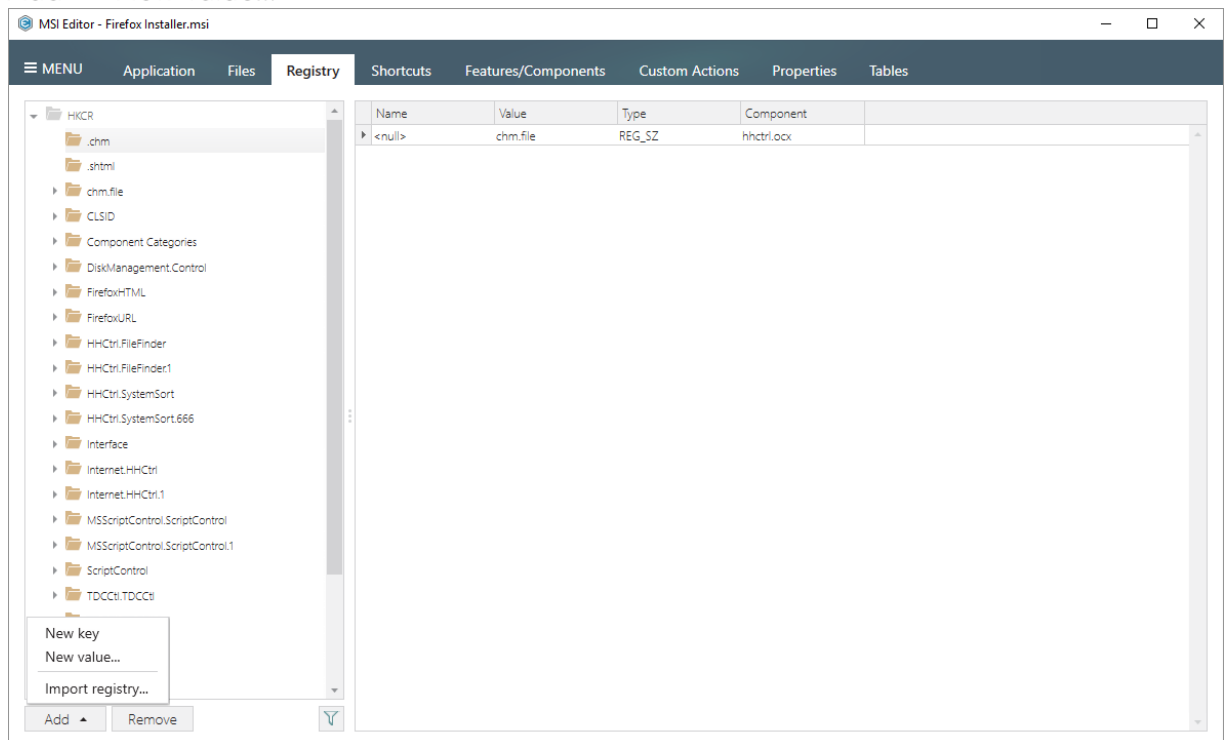 MSI Editor - Firefox Installer.msi
MENU Application Files Registry Shortcuts Features/Components Custom Actions Properties Tables
HKCR
.chm
.shtml
chm.file
CLSID
Component Categories
DiskManagement.Control
FirefoxHTML
FirefoxURL
HHCtrl.FileFinder
HHCtrl.FileFinder.1
HHCtrl.SystemSort
HHCtrl.SystemSort.666
Interface
Internet.HHCtrl
Internet.HHCtrl.1
MSScriptControl.ScriptControl
MSScriptControl.ScriptControl.1
ScriptControl
TDCCtl.TDCCtl
New key
New value...
Import registry...
Add Remove
Name Value Type Component
<null> chm.file REG_SZ hhctrl.ocx